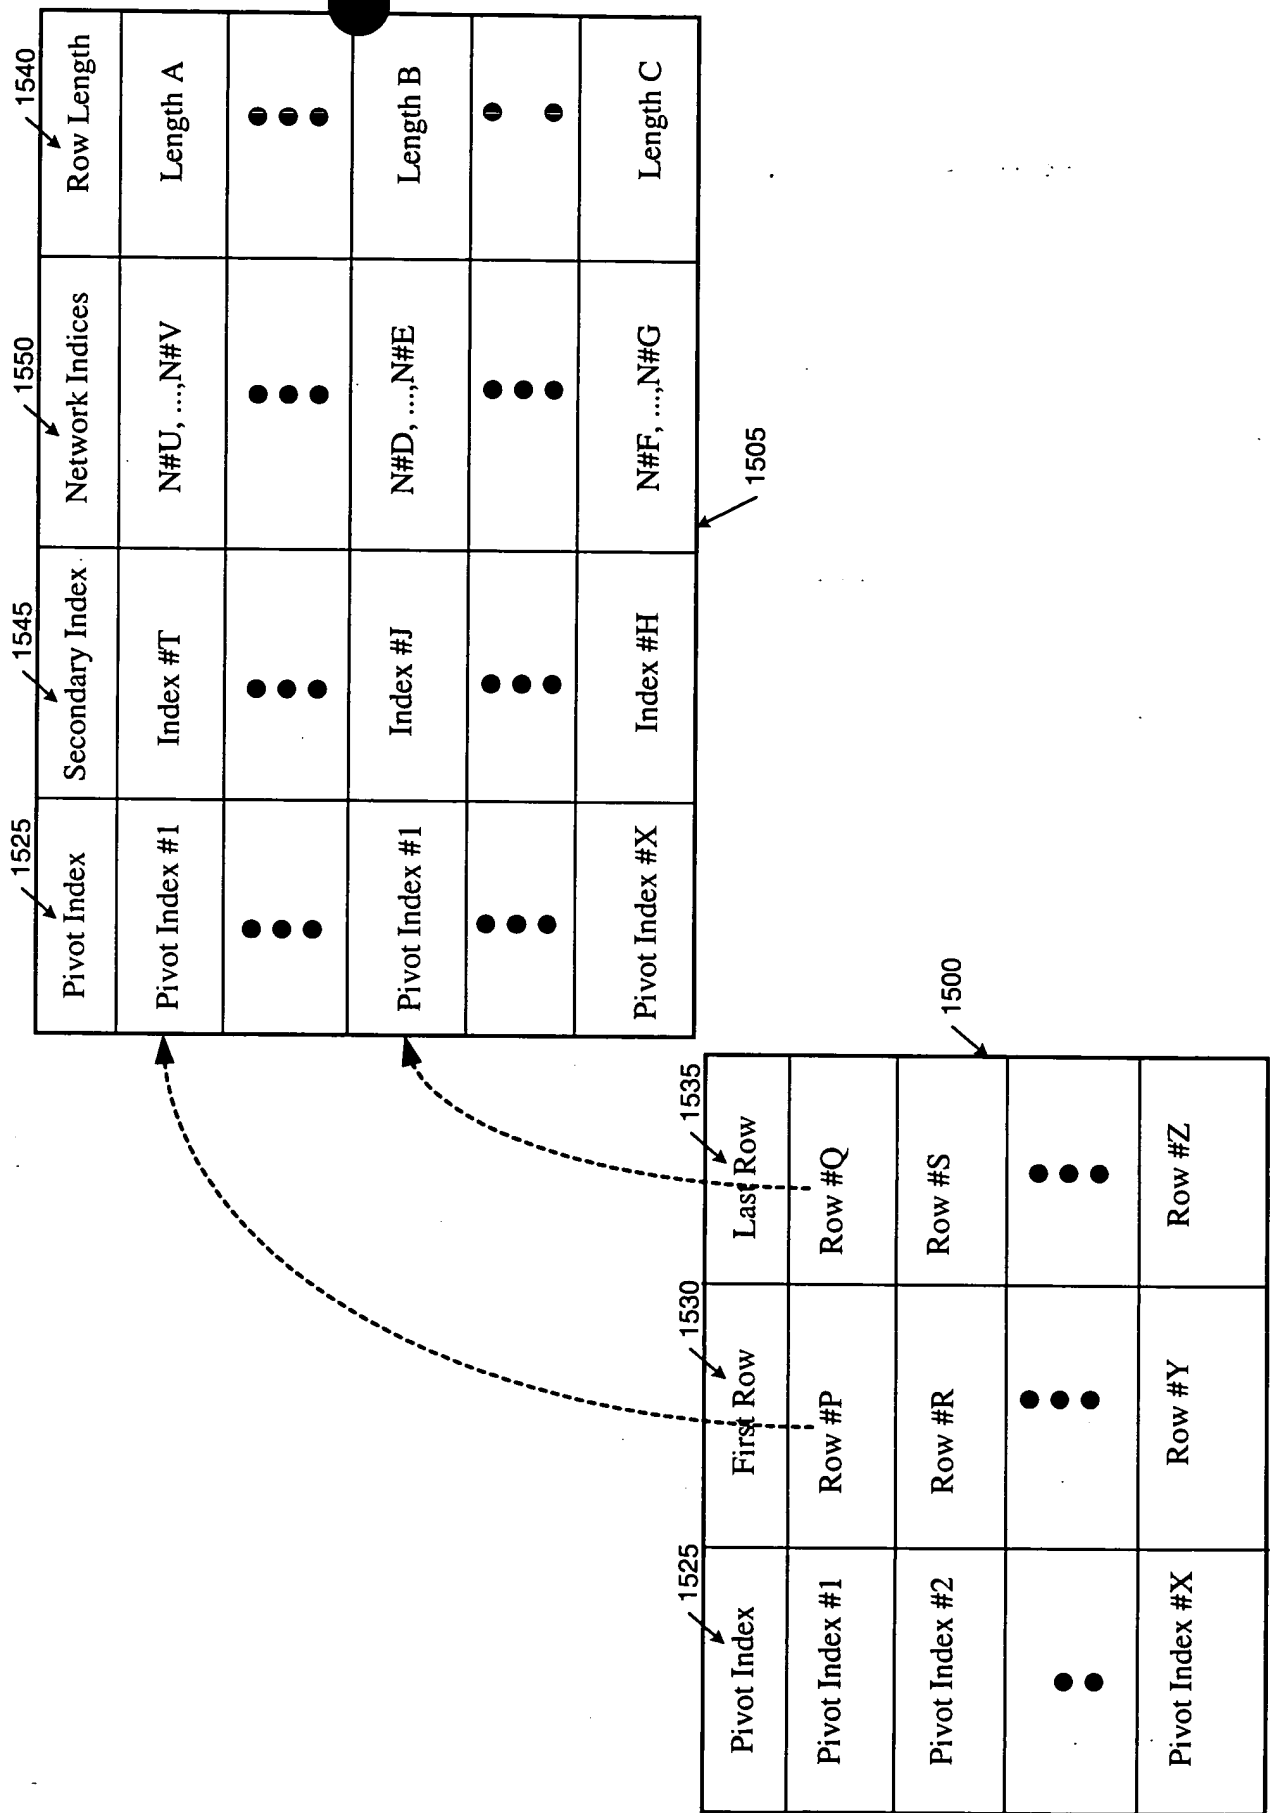 1525 1545 1550 1540
Pivot Index Secondary Index Network Indices Row Length
Pivot Index #1 Index #T N#U, ...,N#V Length A
Pivot Index #1 Index #J N#D, ...,N#E Length B
Pivot Index #X Index #H N#F, ...,N#G Length C
1505
1525 1530 1535
Pivot Index First Row Last Row
Pivot Index #1 Row #P Row #Q
Pivot Index #2 Row #R Row #S
1500
Pivot Index #X Row #Y Row #Z